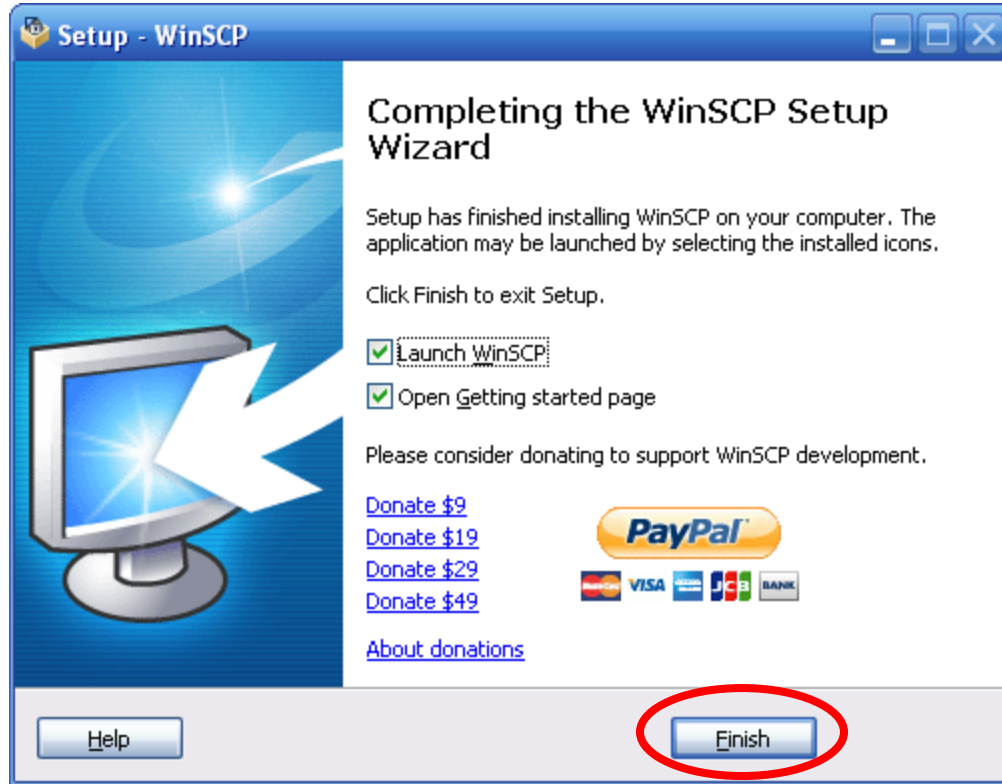 Setup - WinSCP
Completing the WinSCP Setup
Wizard
Setup has finished installing WinSCP on your computer. The
application may be launched by selecting the installed icons.
Click Finish to exit Setup.
Launch WinSCP
Open Getting started page
Please consider donating to support WinSCP development.
Donate $9
Donate $19
Donate $29
Donate $49
PayPal
MasterCard VISA JCB BANK
About donations
Help
Finish